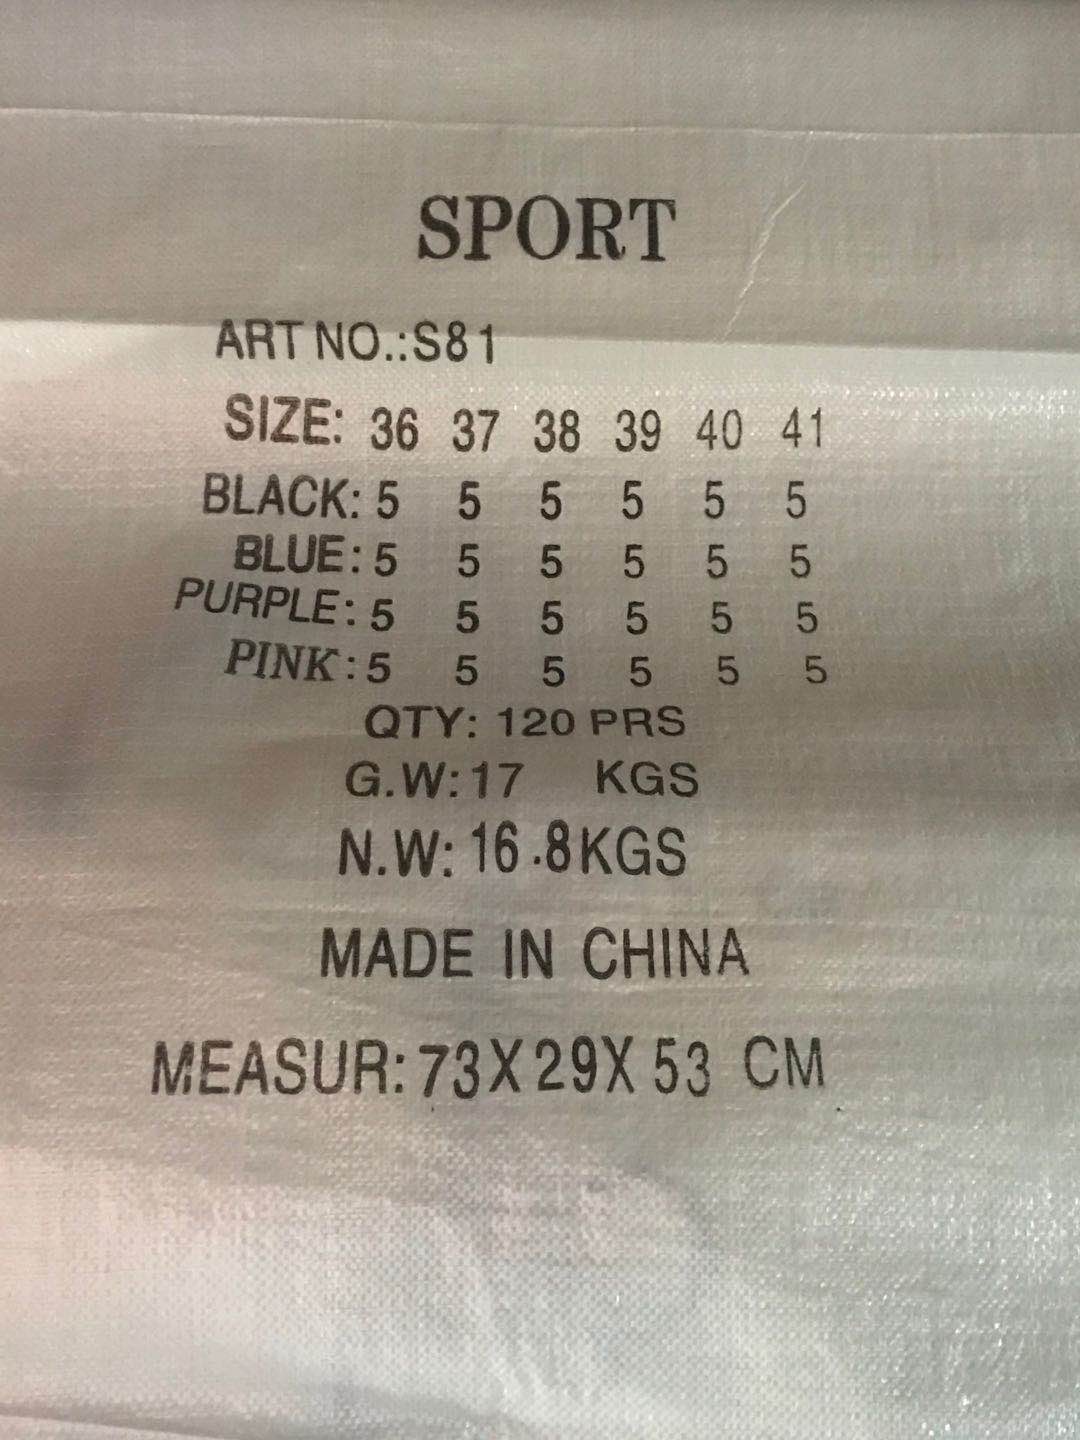 SPORT
ART NO.:S81
SIZE: 36 37 38 39 40 41
BLACK: 5 5 5 5 5 5
BLUE: 5 5 5 5 5 5
PURPLE: 5 5 5 5 5 5
PINK: 5 5 5 5 5 5
QTY: 120 PRS
G.W: 17 KGS
N.W: 16.8KGS
MADE IN CHINA
MEASUR: 73X29X 53 CM